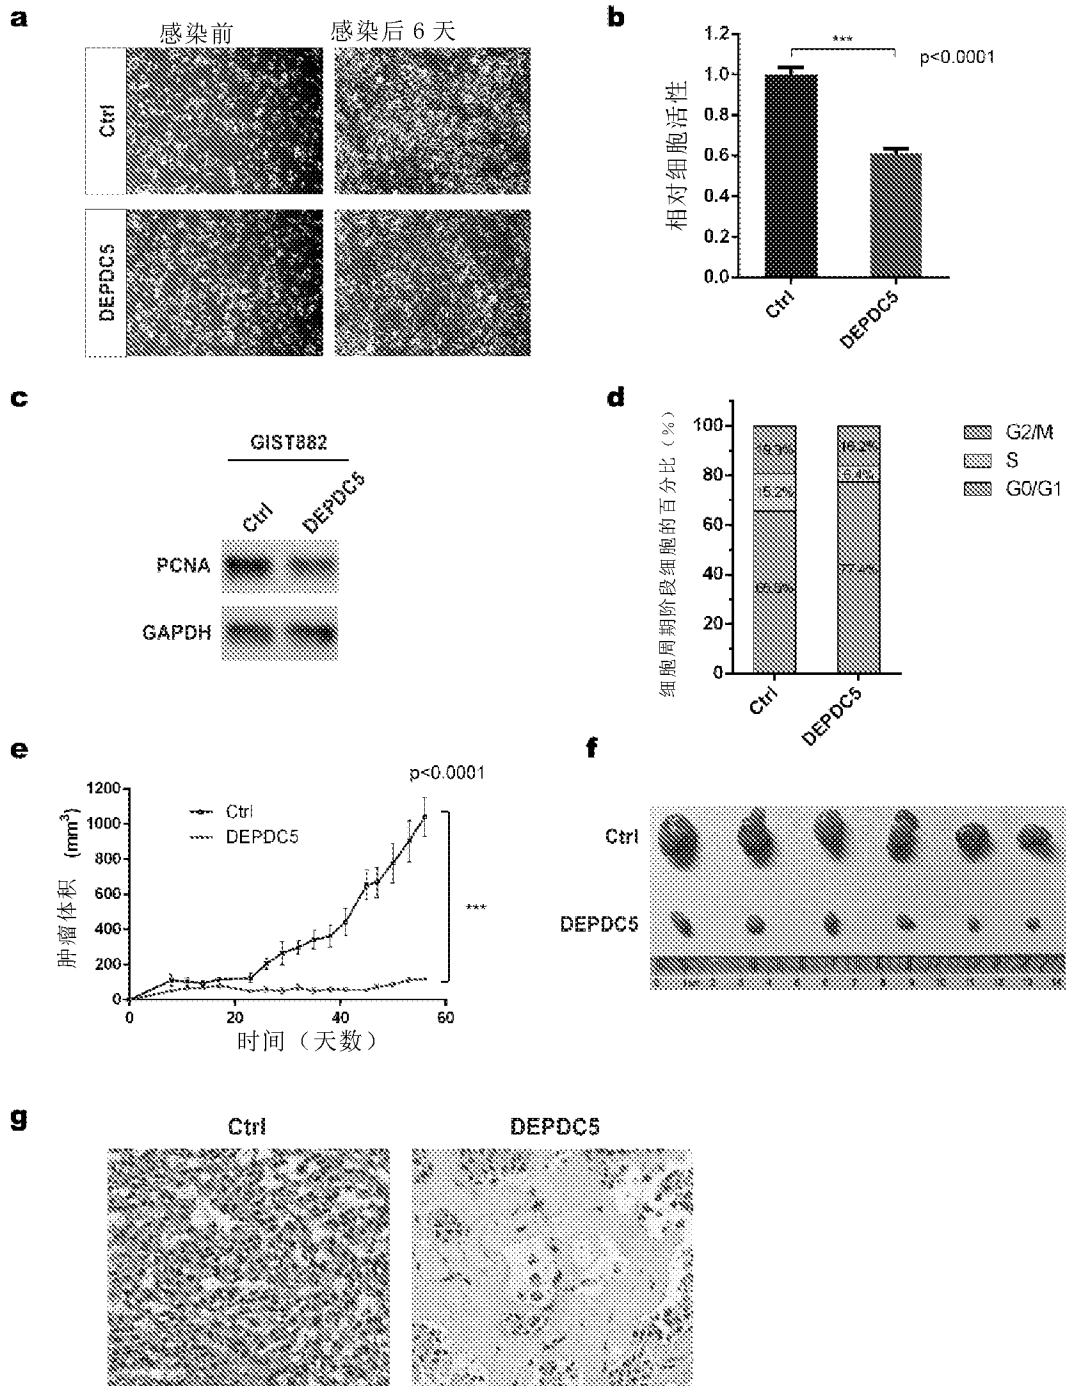 a
感染前
感染后 6 天
Ctrl
DEPDC5
b
1.2
1.0
0.8
0.6
0.4
0.2
0.0
相对细胞活性
***
p<0.0001
Ctrl
DEPDC5
c
GIST882
Ctrl
DEPDC5
PCNA
GAPDH
d
细胞周期阶段细胞的百分比（%）
100
80
60
40
20
0
15.2%
77.4%
Ctrl
DEPDC5
G2/M
S
G0/G1
e
p<0.0001
肿瘤体积 (mm³)
1200
1000
800
600
400
200
0
Ctrl
DEPDC5
***
0
20
40
60
时间（天数）
f
Ctrl
DEPDC5
g
Ctrl
DEPDC5